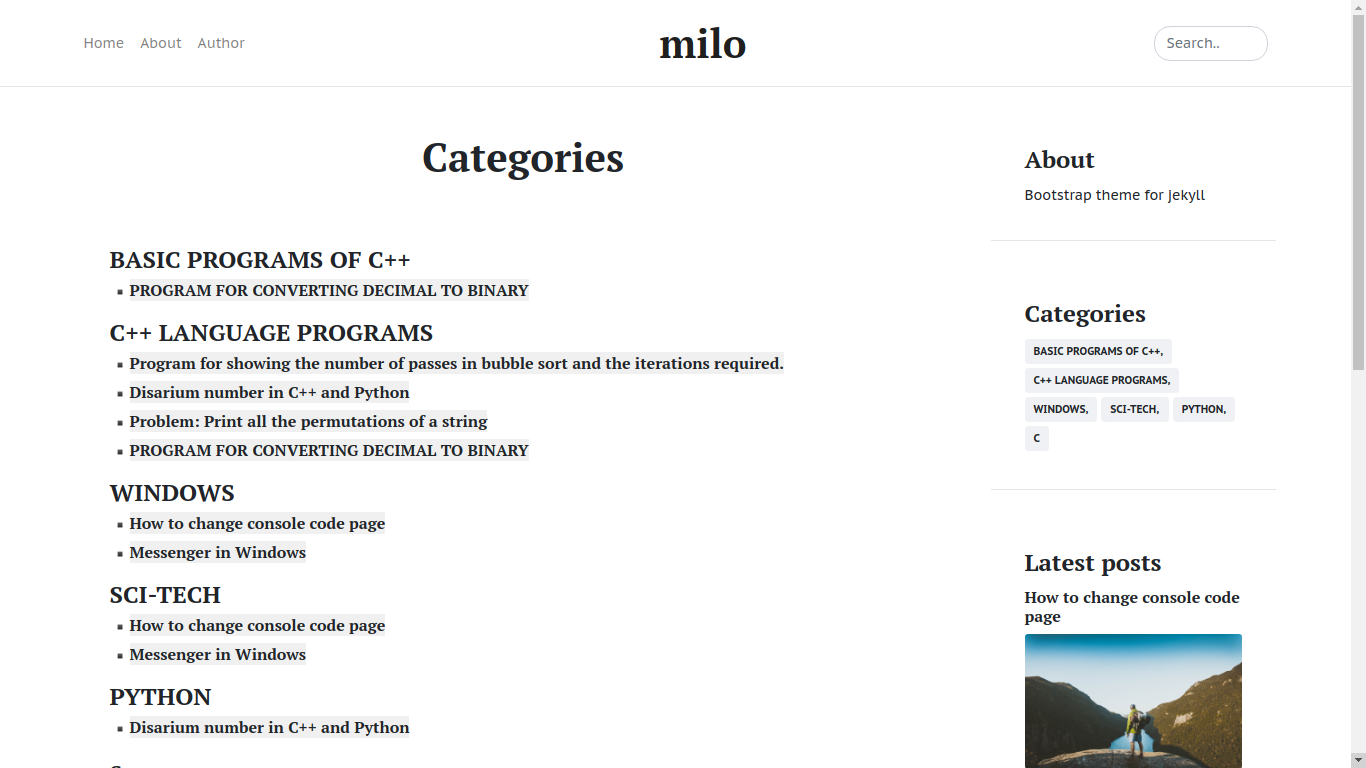 Home About Author
milo
Search..
Categories
BASIC PROGRAMS OF C++
PROGRAM FOR CONVERTING DECIMAL TO BINARY
C++ LANGUAGE PROGRAMS
Program for showing the number of passes in bubble sort and the iterations required.
Disarium number in C++ and Python
Problem: Print all the permutations of a string
PROGRAM FOR CONVERTING DECIMAL TO BINARY
WINDOWS
How to change console code page
Messenger in Windows
SCI-TECH
How to change console code page
Messenger in Windows
PYTHON
Disarium number in C++ and Python
About
Bootstrap theme for jekyll
Categories
BASIC PROGRAMS OF C++,
C++ LANGUAGE PROGRAMS,
WINDOWS, SCI-TECH, PYTHON,
C
Latest posts
How to change console code
page